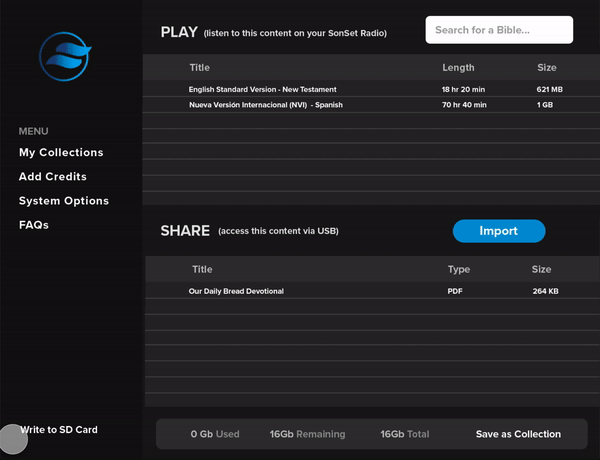 PLAY (listen to this content on your SonSet Radio)
Search for a Bible...
Title Length Size
English Standard Version - New Testament 18 hr 20 min 621 MB
Nueva Versión Internacional (NVI) - Spanish 70 hr 40 min 1 GB
MENU
My Collections
Add Credits
System Options
FAQs
SHARE (access this content via USB)
Import
Title Type Size
Our Daily Bread Devotional PDF 264 KB
Write to SD Card
0 Gb Used 16Gb Remaining 16Gb Total Save as Collection